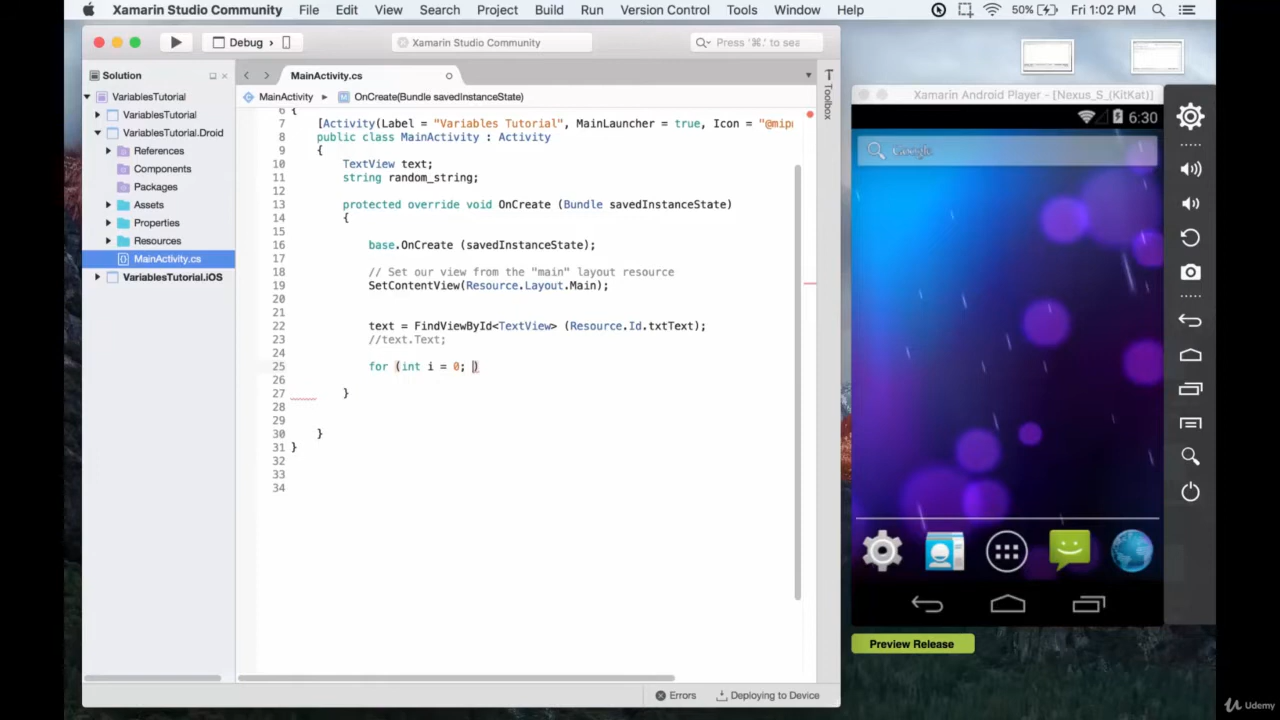 Xamarin Studio Community File Edit View Search Project Build Run Version Control Tools Window Help 50% Fri 1:02 PM
Debug › Xamarin Studio Community Press '⌘.' to sea
Solution
VariablesTutorial
VariablesTutorial
VariablesTutorial.Droid
References
Components
Packages
Assets
Properties
Resources
MainActivity.cs
VariablesTutorial.iOS
MainActivity.cs
MainActivity ▸ OnCreate(Bundle savedInstanceState)
6 {
7 [Activity(Label = "Variables Tutorial", MainLauncher = true, Icon = "@mip
8 public class MainActivity : Activity
9 {
10 TextView text;
11 string random_string;
12
13 protected override void OnCreate (Bundle savedInstanceState)
14 {
15
16 base.OnCreate (savedInstanceState);
17
18 // Set our view from the "main" layout resource
19 SetContentView(Resource.Layout.Main);
20
21
22 text = FindViewById<TextView> (Resource.Id.txtText);
23 //text.Text;
24
25 for (int i = 0; )
26
27 }
28
29
30 }
31 }
32
33
34
Toolbox
Errors Deploying to Device
Xamarin Android Player - [Nexus_S_(KitKat)]
6:30
Google
Preview Release
Udemy